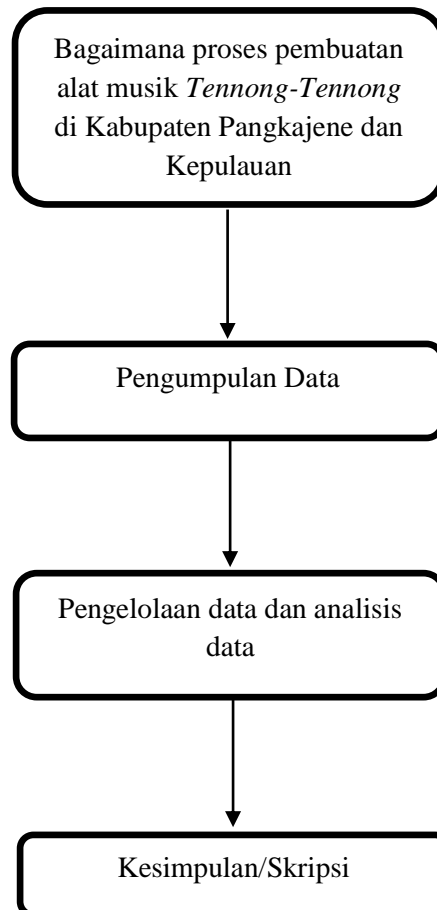 Bagaimana proses pembuatan
alat musik Tennong-Tennong
di Kabupaten Pangkajene dan
Kepulauan
Pengumpulan Data
Pengelolaan data dan analisis
data
Kesimpulan/Skripsi